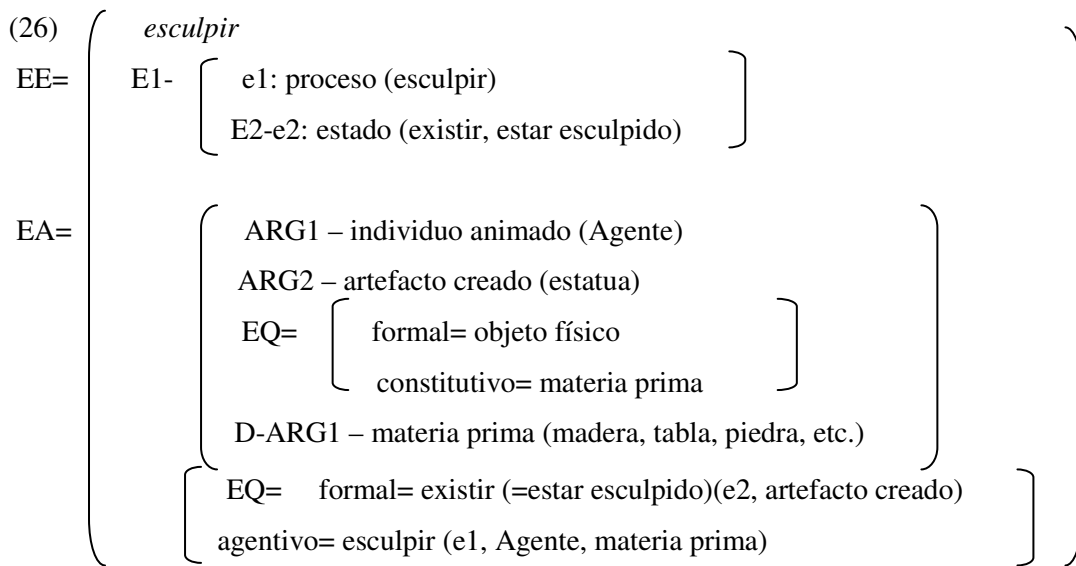 (26) esculpir
EE= E1- e1: proceso (esculpir)
E2-e2: estado (existir, estar esculpido)
EA= ARG1 – individuo animado (Agente)
ARG2 – artefacto creado (estatua)
EQ= formal= objeto físico
constitutivo= materia prima
D-ARG1 – materia prima (madera, tabla, piedra, etc.)
EQ= formal= existir (=estar esculpido)(e2, artefacto creado)
agentivo= esculpir (e1, Agente, materia prima)